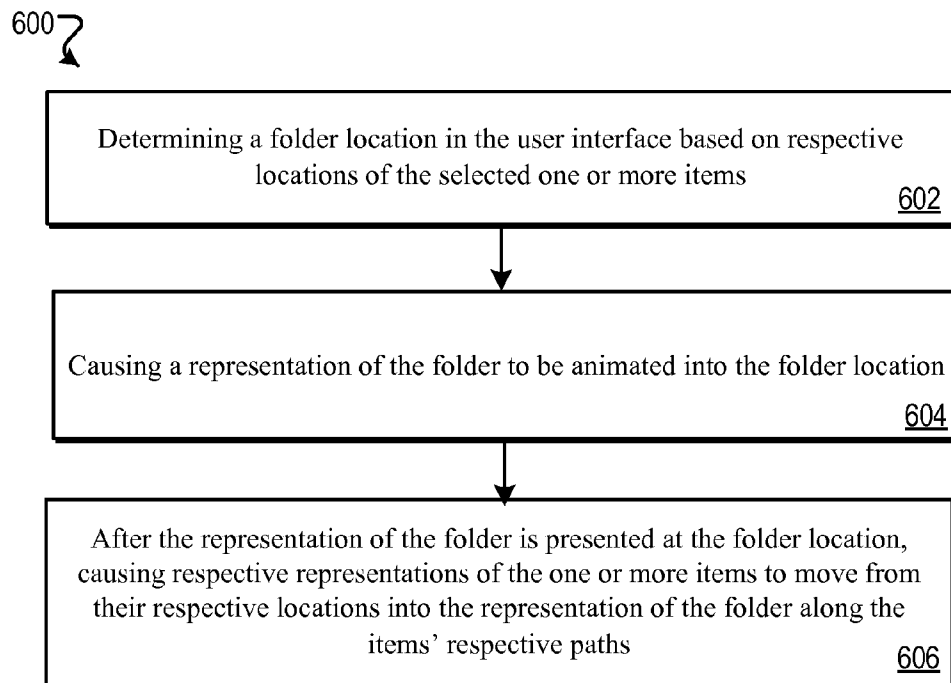 600
Determining a folder location in the user interface based on respective
locations of the selected one or more items
602
Causing a representation of the folder to be animated into the folder location
604
After the representation of the folder is presented at the folder location,
causing respective representations of the one or more items to move from
their respective locations into the representation of the folder along the
items’ respective paths
606